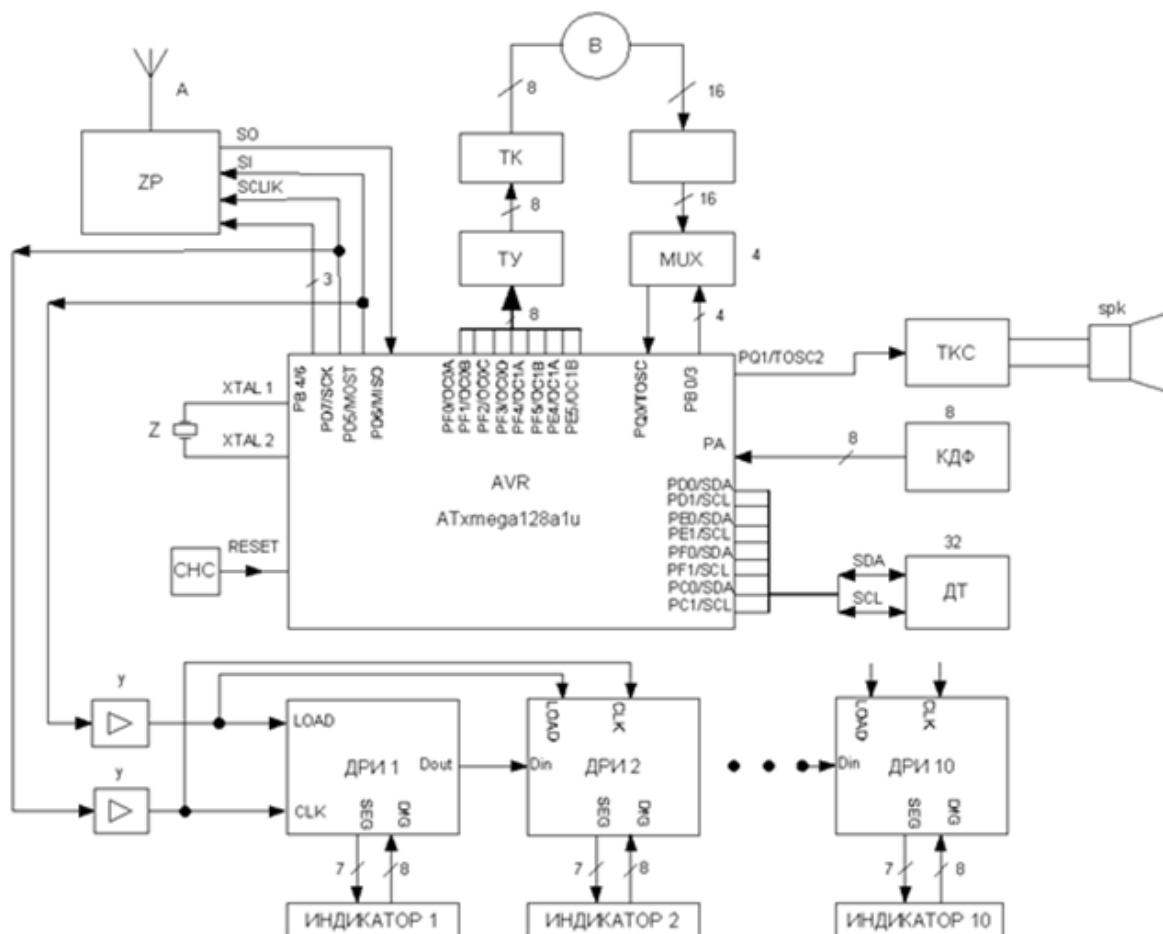 A
ZP
SO
SI
SCLIK
3
B
8
16
ТК
8
16
ТУ
MUX
4
8
4
PB 4/6
PD7/SCK
PD5/MOST
PD6/MISO
PF0/OC0A
PF1/OC0B
PF2/OC0C
PF3/OC0D
PF4/OC1A
PF5/OC1B
PE4/OC1A
PE5/OC1B
PQ0/TOSC
PB 0/3
PQ1/TOSC2
ТКС
spk
XTAL 1
Z
XTAL 2
PA
8
8
КДФ
AVR
ATxmega128a1u
PD0/SDA
PD1/SCL
PE0/SDA
PE1/SCL
PF0/SDA
PF1/SCL
PC0/SDA
PC1/SCL
RESET
СНС
32
SDA
SCL
ДТ
y
y
LOAD
ДРИ 1
Dout
CLK
SEG
DIG
7
8
ИНДИКАТОР 1
LOAD
CLK
Din
ДРИ 2
SEG
DIG
7
8
ИНДИКАТОР 2
LOAD
CLK
Din
ДРИ 10
SEG
DIG
7
8
ИНДИКАТОР 10